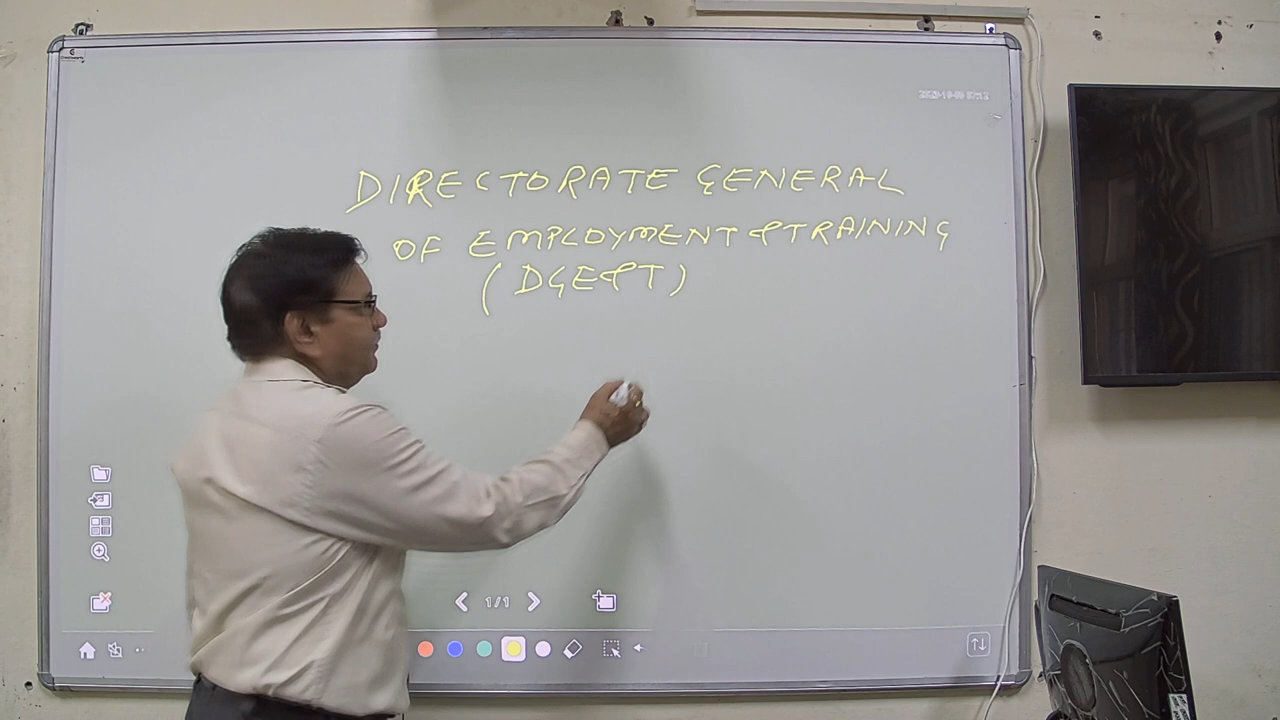 DIRECTORATE GENERAL
OF EMPLOYMENT & TRAINING
(DGE&T)
1/1